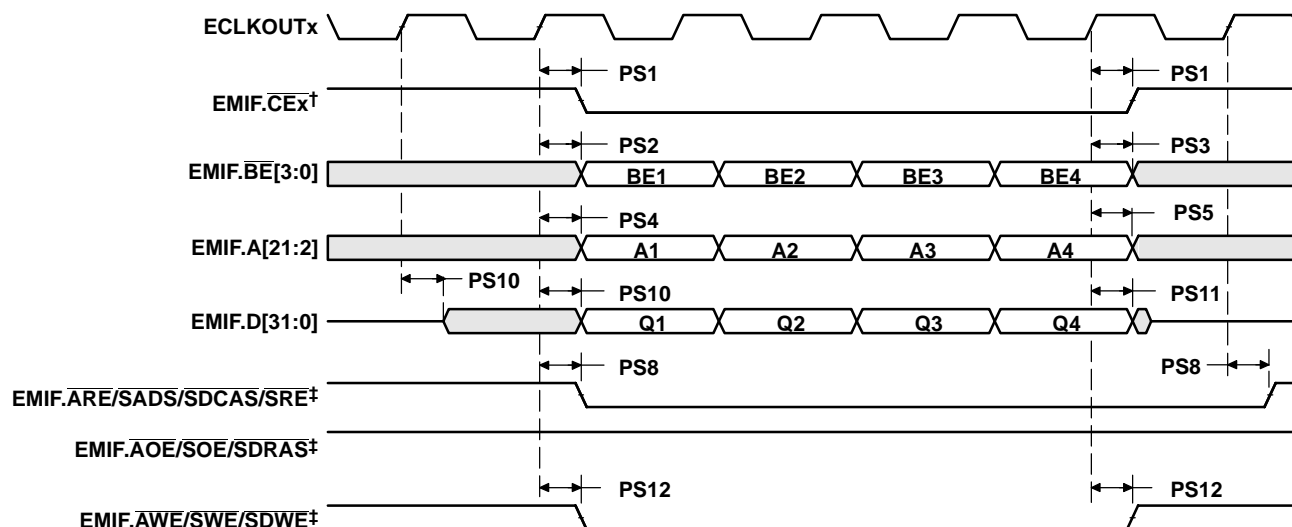 ECLKOUTx
PS1 PS1
EMIF.CEx†
PS2 PS3
EMIF.BE[3:0] BE1 BE2 BE3 BE4
PS4 PS5
EMIF.A[21:2] A1 A2 A3 A4
PS10 PS10 PS11
EMIF.D[31:0] Q1 Q2 Q3 Q4
PS8 PS8
EMIF.ARE/SADS/SDCAS/SRE‡
EMIF.AOE/SOE/SDRAS‡
PS12 PS12
EMIF.AWE/SWE/SDWE‡